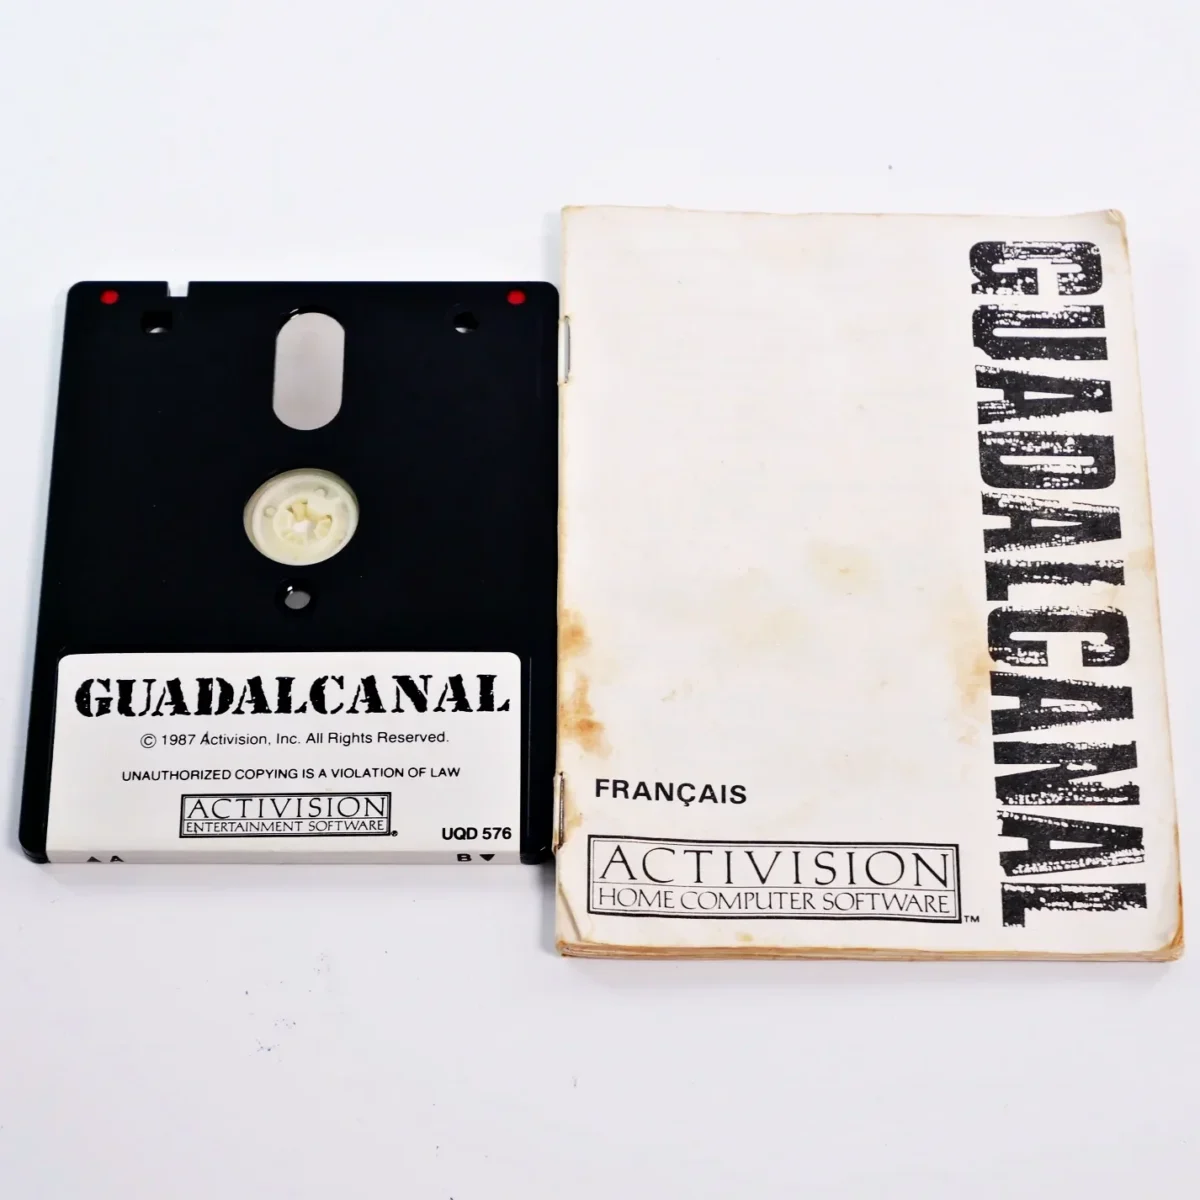 GUADALCANAL
© 1987 Activision, Inc. All Rights Reserved.
UNAUTHORIZED COPYING IS A VIOLATION OF LAW
ACTIVISION
ENTERTAINMENT SOFTWARE ®
UQD 576
▲A
B▼
GUADALCANAL
FRANÇAIS
ACTIVISION
HOME COMPUTER SOFTWARE ™